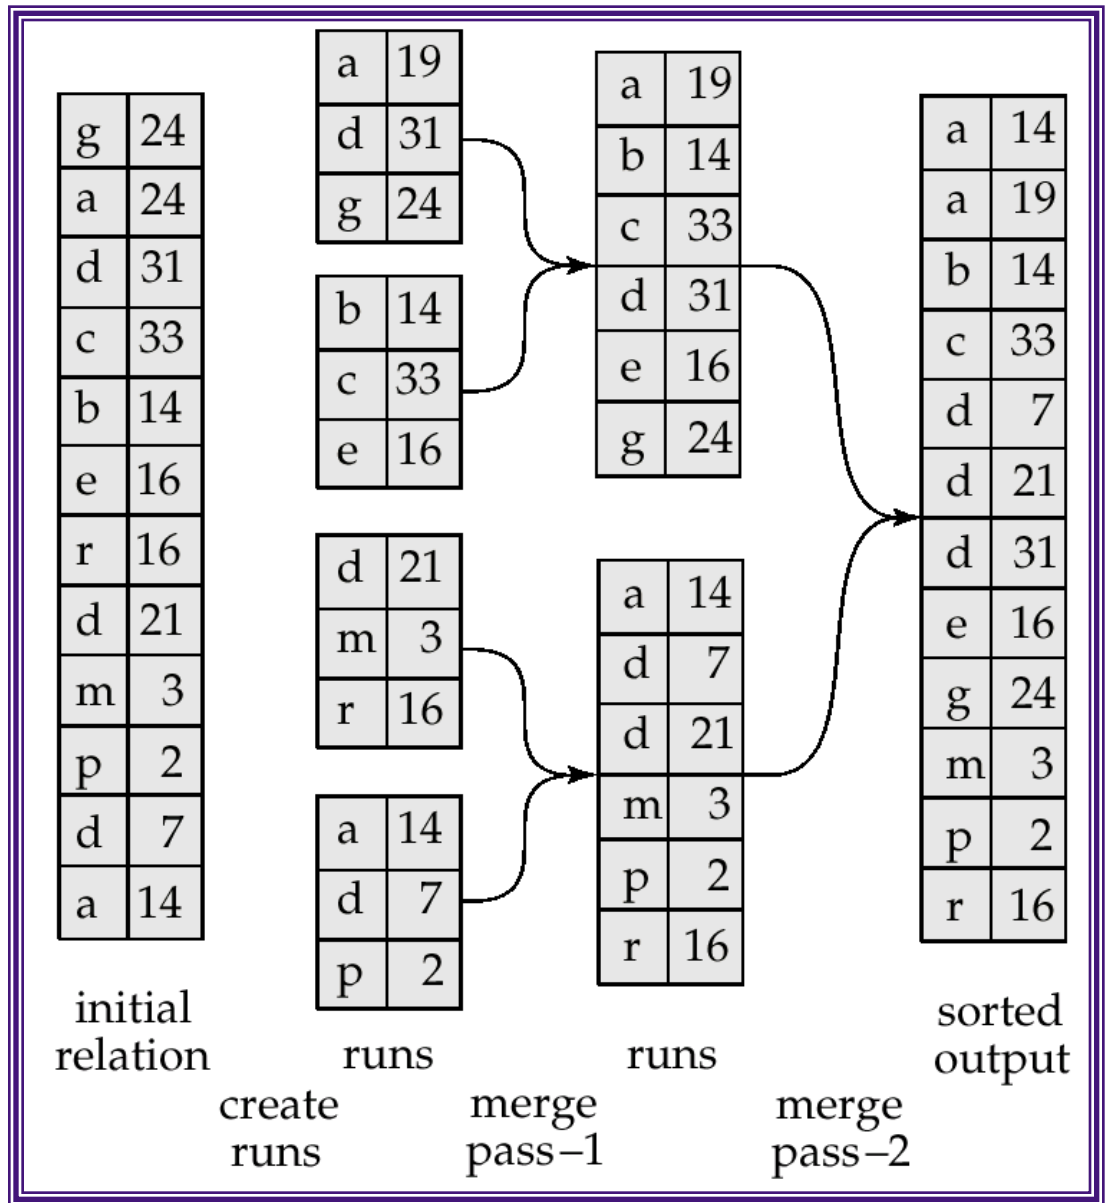 g 24
a 24
d 31
c 33
b 14
e 16
r 16
d 21
m 3
p 2
d 7
a 14
initial
relation
create
runs
a 19
d 31
g 24
b 14
c 33
e 16
d 21
m 3
r 16
a 14
d 7
p 2
runs
merge
pass–1
a 19
b 14
c 33
d 31
e 16
g 24
a 14
d 7
d 21
m 3
p 2
r 16
runs
merge
pass–2
a 14
a 19
b 14
c 33
d 7
d 21
d 31
e 16
g 24
m 3
p 2
r 16
sorted
output